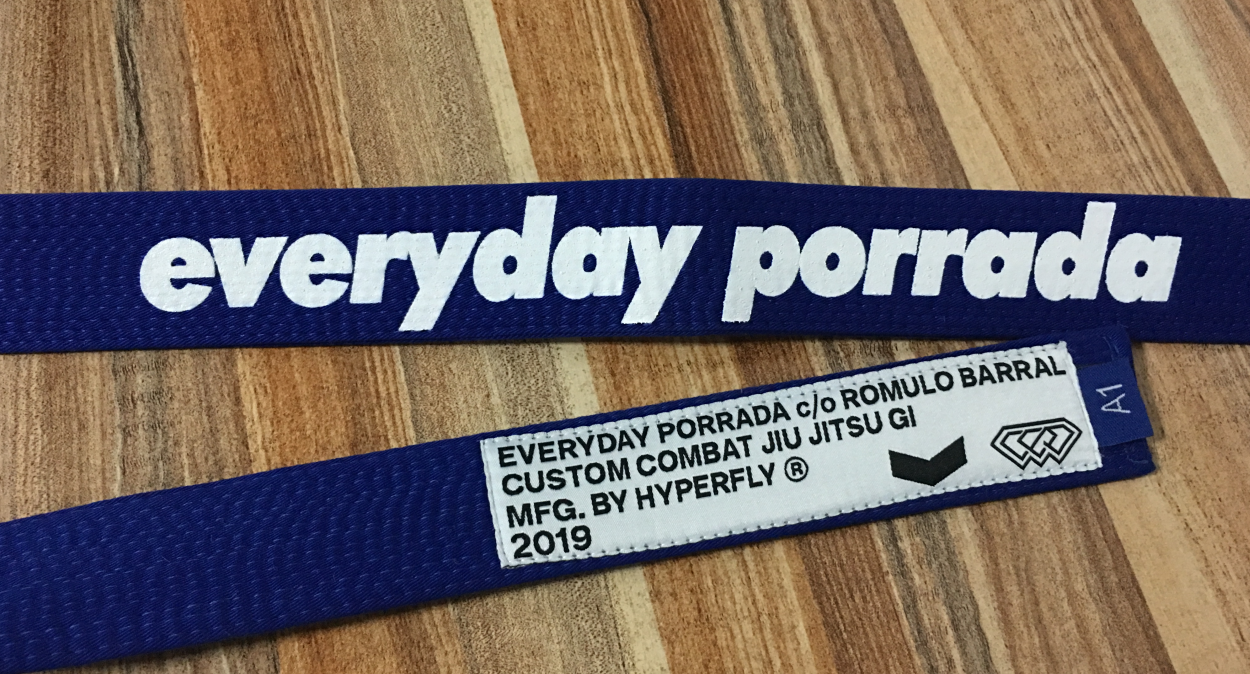 everyday porrada
EVERYDAY PORRADA c/o ROMULO BARRAL
CUSTOM COMBAT JIU JITSU GI
MFG. BY HYPERFLY ®
2019
A1